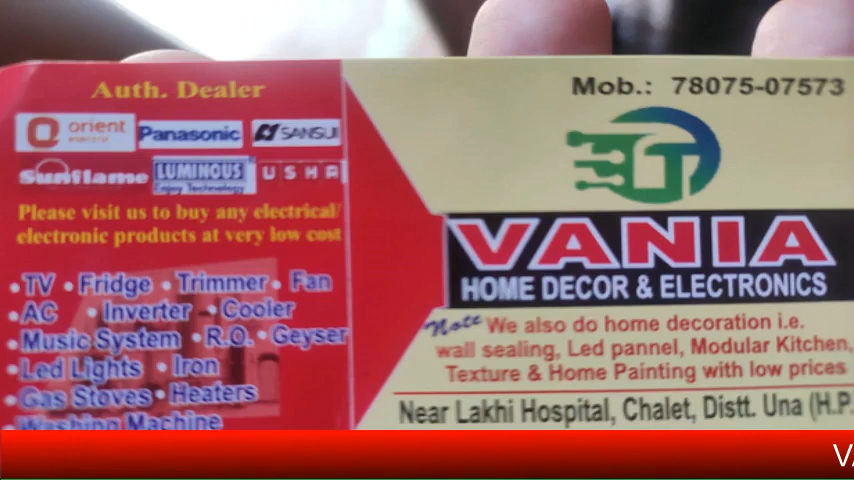 Auth. Dealer
orient
electric
Panasonic
SANSUI
Sunflame
LUMINOUS
Enjoy Technology
USHA
Please visit us to buy any electrical/
electronic products at very low cost
•TV •Fridge •Trimmer •Fan
•AC •Inverter •Cooler
•Music System •R.O. •Geyser
•Led Lights •Iron
•Gas Stoves •Heaters
•Washing Machine
Mob.: 78075-07573
VANIA
HOME DECOR & ELECTRONICS
Note We also do home decoration i.e.
wall sealing, Led pannel, Modular Kitchen,
Texture & Home Painting with low prices
Near Lakhi Hospital, Chalet, Distt. Una (H.P.